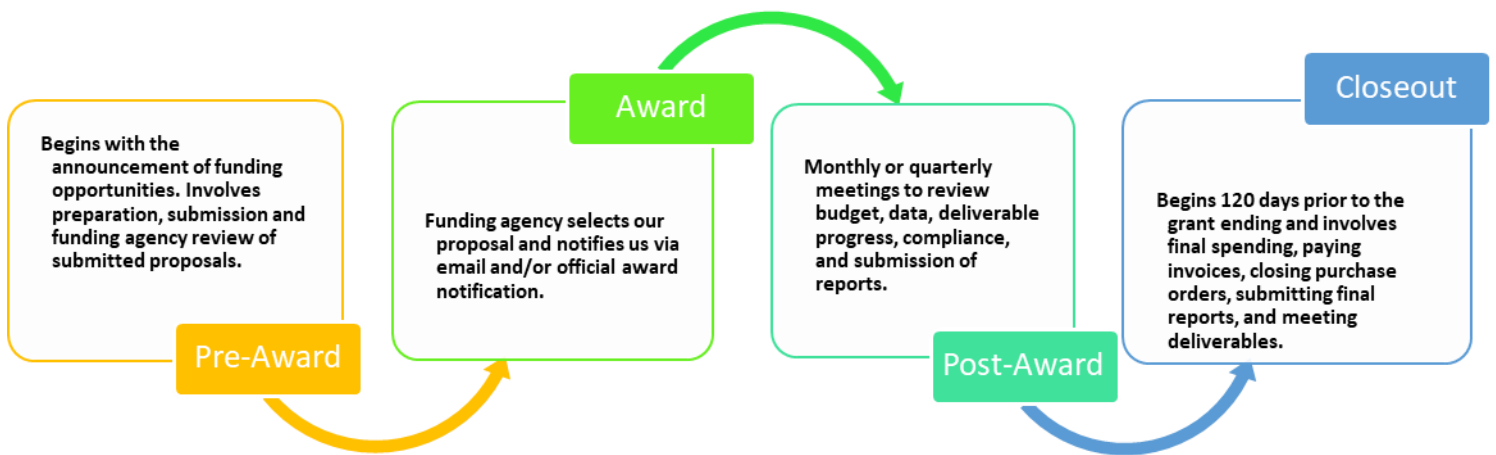 Begins with the
announcement of funding
opportunities. Involves
preparation, submission and
funding agency review of
submitted proposals.
Pre-Award
Award
Funding agency selects our
proposal and notifies us via
email and/or official award
notification.
Monthly or quarterly
meetings to review
budget, data, deliverable
progress, compliance,
and submission of
reports.
Post-Award
Closeout
Begins 120 days prior to the
grant ending and involves
final spending, paying
invoices, closing purchase
orders, submitting final
reports, and meeting
deliverables.